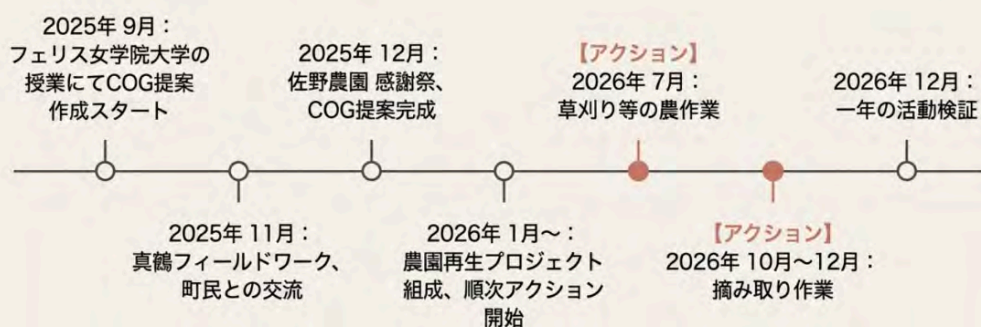 2025年 9月：
フェリス女学院大学の
授業にてCOG提案
作成スタート
2025年 11月：
真鶴フィールドワーク、
町民との交流
2025年 12月：
佐野農園 感謝祭、
COG提案完成
2026年 1月〜：
農園再生プロジェクト
組成、順次アクション
開始
【アクション】
2026年 7月：
草刈り等の農作業
【アクション】
2026年 10月〜12月：
摘み取り作業
2026年 12月：
一年の活動検証